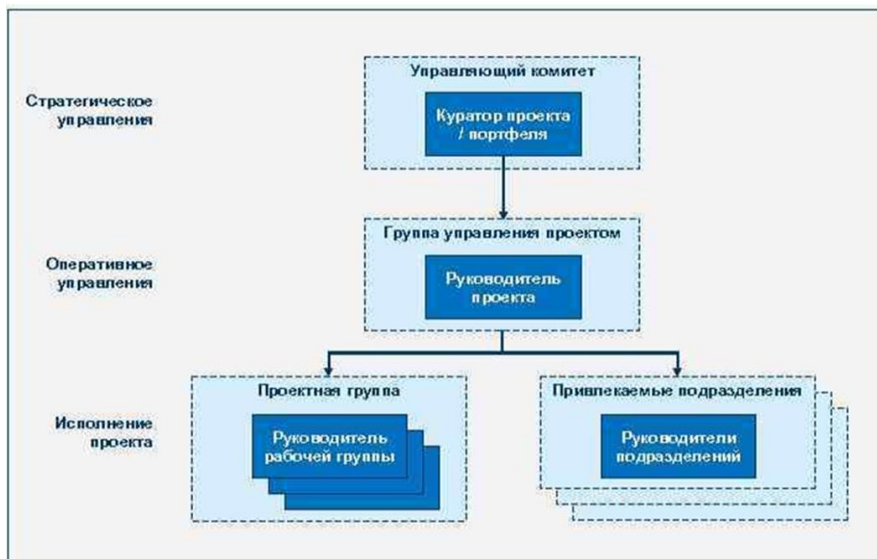 Управляющий комитет
Стратегическое
управления
Куратор проекта
/ портфеля
Группа управления проектом
Оперативное
управления
Руководитель
проекта
Проектная группа
Привлекаемые подразделения
Исполнение
проекта
Руководитель
рабочей группы
Руководители
подразделений